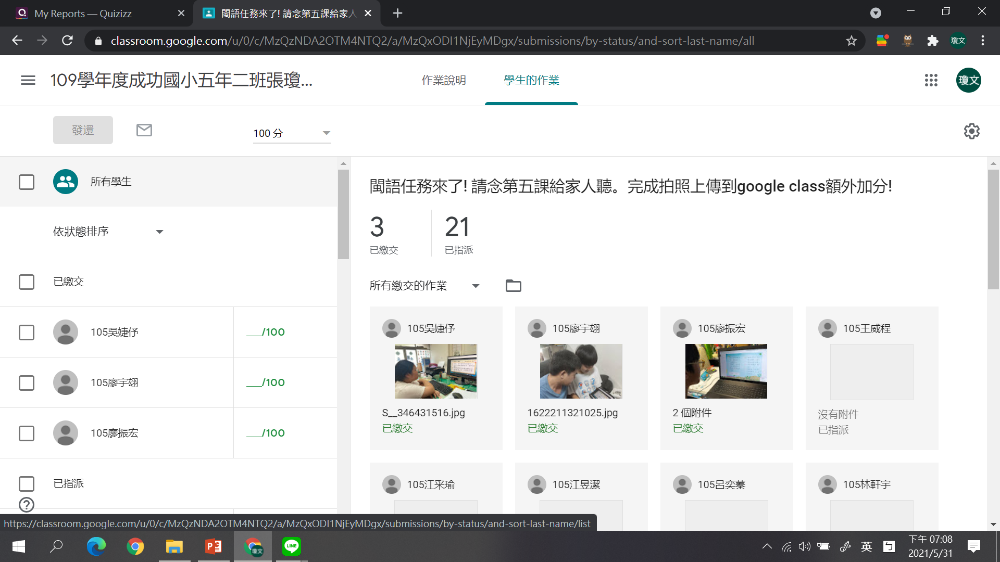 My Reports — Quizizz
閩語任務來了! 請念第五課給家人
classroom.google.com/u/0/c/MzQzNDA2OTM4NTQ2/a/MzQxODI1NjEyMDgx/submissions/by-status/and-sort-last-name/all
瓊文
109學年度成功國小五年二班張瓊...
作業說明
學生的作業
瓊文
發還
100 分
所有學生
依狀態排序
已繳交
105吳婕伃
___/100
105廖宇翃
___/100
105廖振宏
___/100
已指派
閩語任務來了! 請念第五課給家人聽。完成拍照上傳到google class額外加分!
3
已繳交
21
已指派
所有繳交的作業
105吳婕伃
S__346431516.jpg
已繳交
105廖宇翃
1622211321025.jpg
已繳交
105廖振宏
2 個附件
已繳交
105王威程
沒有附件
已指派
105江采瑜
105江昱潔
105呂奕蓁
105林軒宇
https://classroom.google.com/u/0/c/MzQzNDA2OTM4NTQ2/a/MzQxODI1NjEyMDgx/submissions/by-status/and-sort-last-name/list
瓊文
LINE
英
ㄅ
下午 07:08
2021/5/31